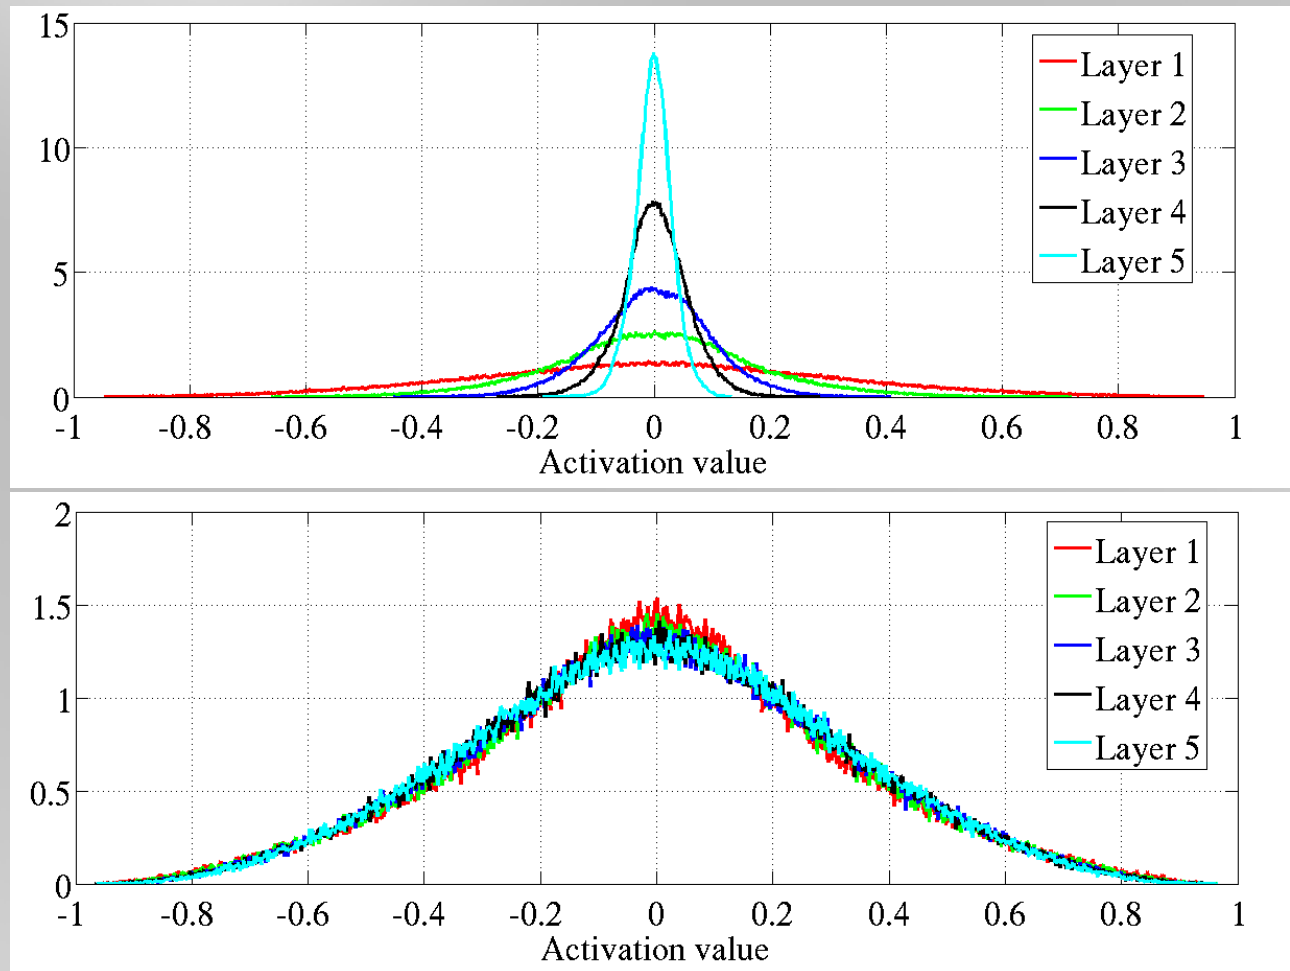 15
10
5
0
-1 -0.8 -0.6 -0.4 -0.2 0 0.2 0.4 0.6 0.8 1
Activation value
Layer 1
Layer 2
Layer 3
Layer 4
Layer 5
2
1.5
1
0.5
0
-1 -0.8 -0.6 -0.4 -0.2 0 0.2 0.4 0.6 0.8 1
Activation value
Layer 1
Layer 2
Layer 3
Layer 4
Layer 5